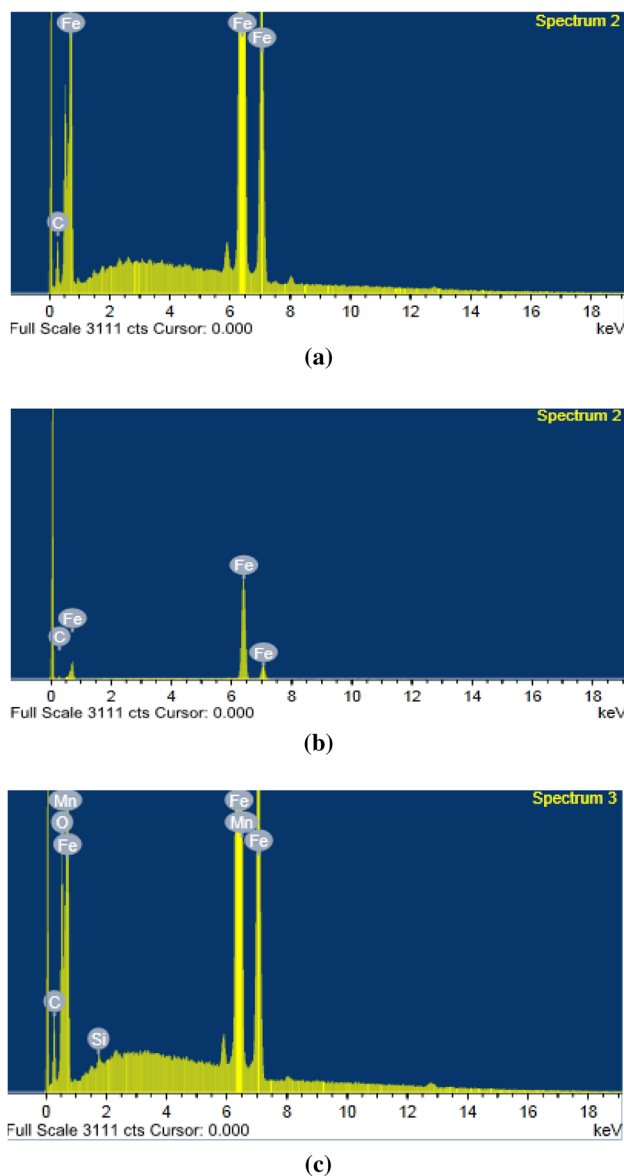 Spectrum 2
Fe Fe
Fe
C
0 2 4 6 8 10 12 14 16 18
Full Scale 3111 cts Cursor: 0.000 keV
(a)
Spectrum 2
Fe
Fe
C
Fe
0 2 4 6 8 10 12 14 16 18
Full Scale 3111 cts Cursor: 0.000 keV
(b)
Spectrum 3
Mn Fe
O Mn
Fe Fe
C
Si
0 2 4 6 8 10 12 14 16 18
Full Scale 3111 cts Cursor: 0.000 keV
(c)